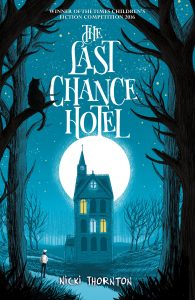 WINNER OF THE TIMES CHILDREN'S
FICTION COMPETITION 2016
THE
LAST
CHANCE
HOTEL
NICKI THORNTON